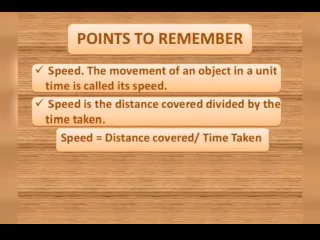 POINTS TO REMEMBER
✓ Speed. The movement of an object in a unit
time is called its speed.
✓ Speed is the distance covered divided by the
time taken.
Speed = Distance covered/ Time Taken